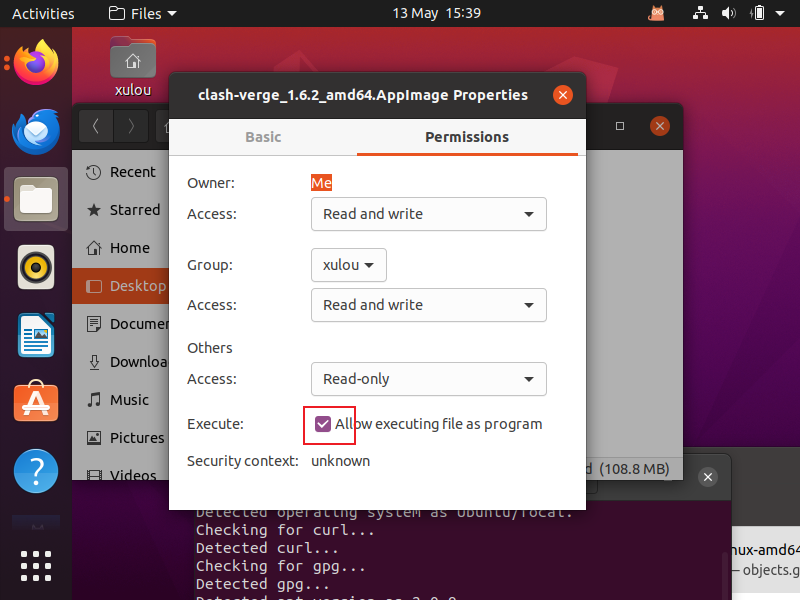 Activities Files 13 May 15:39
xulou
clash-verge_1.6.2_amd64.AppImage Properties
Basic Permissions
Recent
Starred
Home
Desktop
Music
Pictures
Videos
Owner: Me
Access: Read and write
Group: xulou
Access: Read and write
Others
Access: Read-only
Execute: Allow executing file as program
Security context: unknown
(108.8 MB)
Detected operating system as Ubuntu/focal.
Checking for curl...
Detected curl...
Checking for gpg...
Detected gpg...
nux-amd64
– objects.g